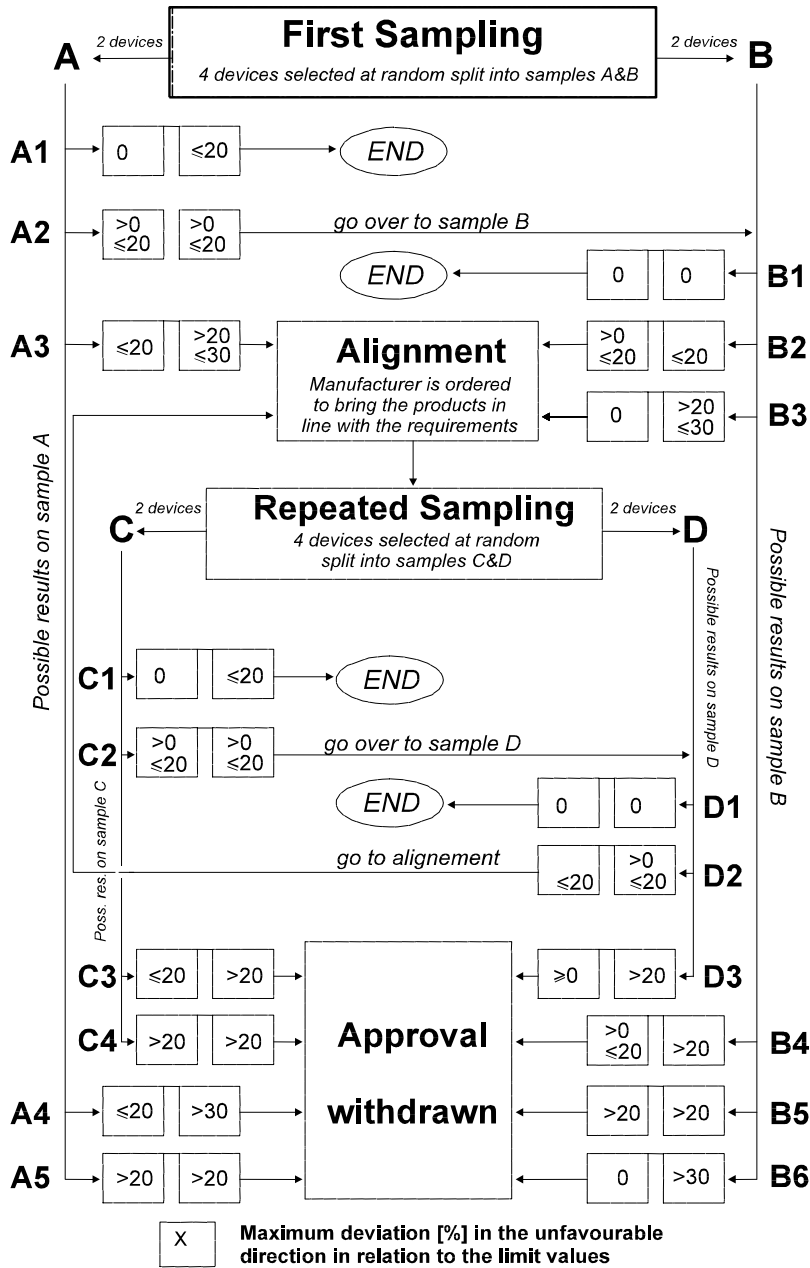 First Sampling
4 devices selected at random split into samples A&B
A
2 devices
2 devices
B
A1
0
≤20
END
A2
>0
≤20
>0
≤20
go over to sample B
END
0
0
B1
A3
≤20
>20
≤30
Alignment
Manufacturer is ordered
to bring the products in
line with the requirements
>0
≤20
≤20
B2
0
>20
≤30
B3
Possible results on sample A
Repeated Sampling
4 devices selected at random
split into samples C&D
C
2 devices
2 devices
D
Possible results on sample D
Possible results on sample B
C1
0
≤20
END
C2
>0
≤20
>0
≤20
go over to sample D
Poss. res. on sample C
END
0
0
D1
go to alignement
≤20
>0
≤20
D2
C3
≤20
>20
Approval
withdrawn
≥0
>20
D3
C4
>20
>20
>0
≤20
>20
B4
A4
≤20
>30
>20
>20
B5
A5
>20
>20
0
>30
B6
X
Maximum deviation [%] in the unfavourable
direction in relation to the limit values